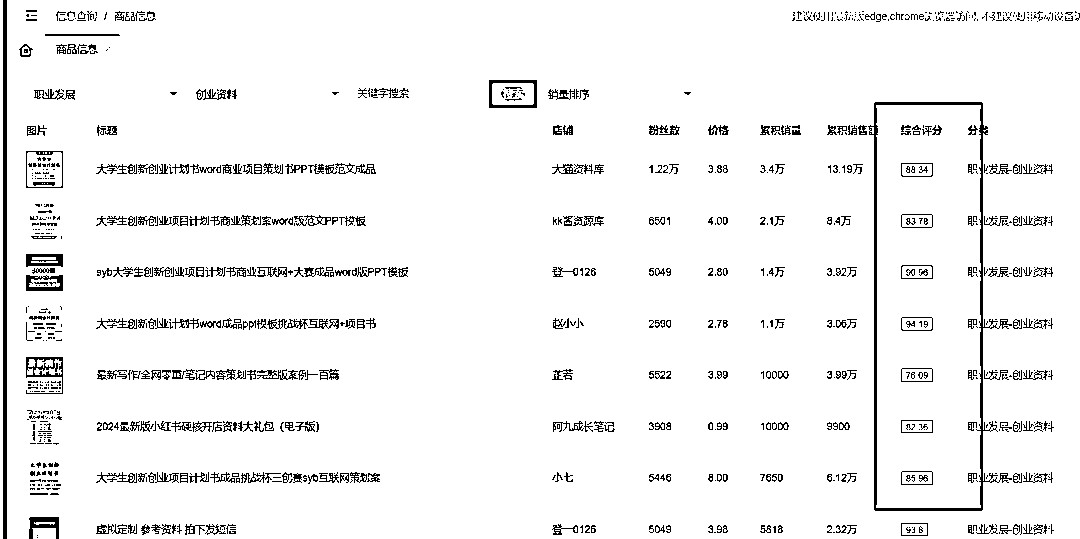 信息查询 / 商品信息
建议使用最新版edge,chrome浏览器访问, 不建议使用移动设备访
商品信息
职业发展 创业资料 关键字搜索 销量排序
图片 标题 店铺 粉丝数 价格 累积销量 累积销售额 综合评分 分类
大学生创新创业计划书word商业项目策划书PPT模板范文成品 大猫资料库 1.22万 3.88 3.4万 13.19万 88.34 职业发展-创业资料
大学生创新创业项目计划书商业策划案word版范文PPT模板 kk酱资源库 6501 4.00 2.1万 8.4万 83.78 职业发展-创业资料
syb大学生创新创业项目计划书商业互联网+大赛成品word版PPT模板 登一0126 5049 2.80 1.4万 3.92万 90.96 职业发展-创业资料
大学生创新创业计划书word成品ppt模板挑战杯互联网+项目书 赵小小 2590 2.78 1.1万 3.06万 94.19 职业发展-创业资料
最新写作/全网零重/笔记内容策划书完整版案例一百篇 芷若 5522 3.99 10000 3.99万 76.09 职业发展-创业资料
2024最新版小红书硬核开店资料大礼包（电子版） 阿九成长笔记 3908 0.99 10000 9900 82.36 职业发展-创业资料
大学生创新创业项目计划书成品挑战杯三创赛syb互联网策划案 小七 5446 8.00 7650 6.12万 85.96 职业发展-创业资料
虚拟定制 参考资料 拍下发短信 登一0126 5049 3.98 5818 2.32万 93.8 职业发展-创业资料